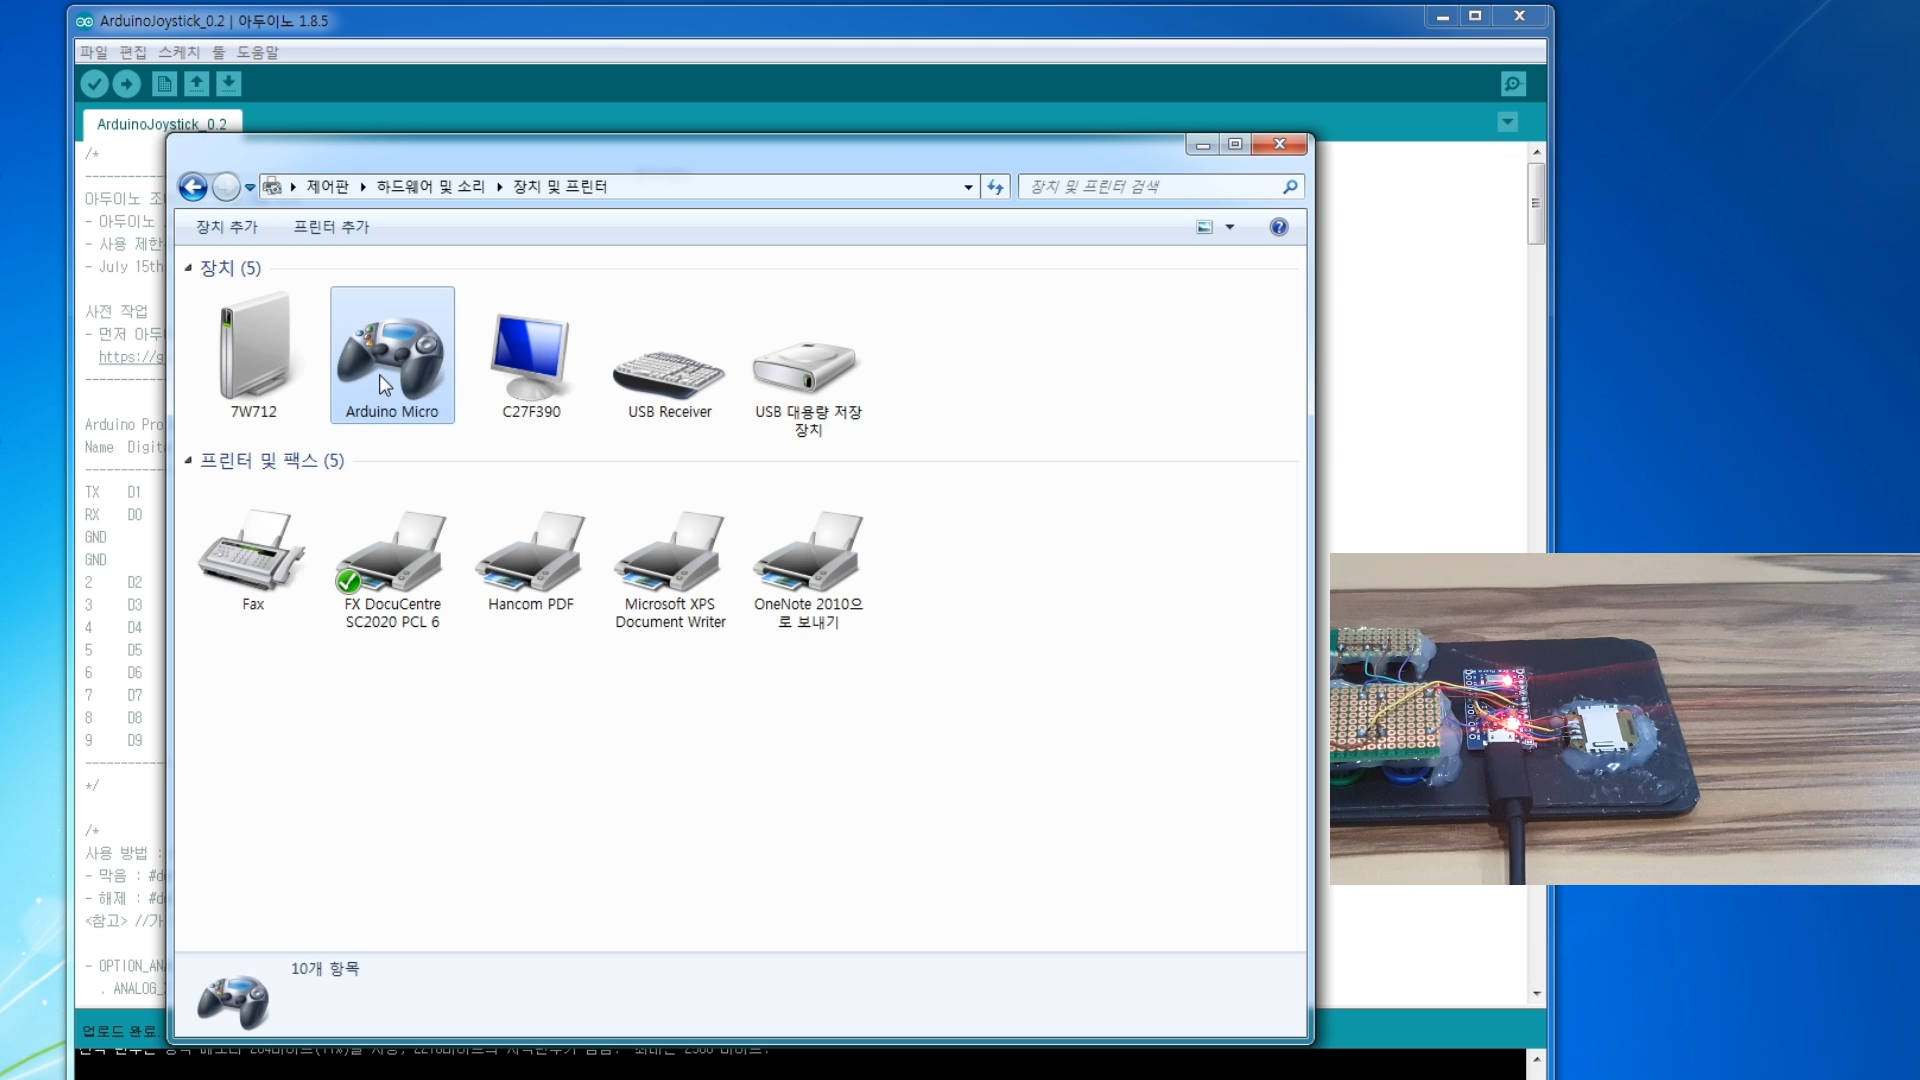 ArduinoJoystick_0.2 | 아두이노 1.8.5
파일 편집 스케치 툴 도움말
ArduinoJoystick_0.2
/*
아두이노 조
- 아두이노
- 사용 제한
- July 15th
사전 작업
- 먼저 아두
https://g
Arduino Pro
Name Digit
TX D1
RX D0
GND
GND
2 D2
3 D3
4 D4
5 D5
6 D6
7 D7
8 D8
9 D9
*/
/*
사용 방법 :
- 막음 : #d
- 해제 : #d
<참고> //가
- OPTION_AN
. ANALOG_
업로드 완료
제어판 하드웨어 및 소리 장치 및 프린터
장치 및 프린터 검색
장치 추가 프린터 추가
장치 (5)
7W712
Arduino Micro
C27F390
USB Receiver
USB 대용량 저장
장치
프린터 및 팩스 (5)
Fax
FX DocuCentre
SC2020 PCL 6
Hancom PDF
Microsoft XPS
Document Writer
OneNote 2010으
로 보내기
10개 항목